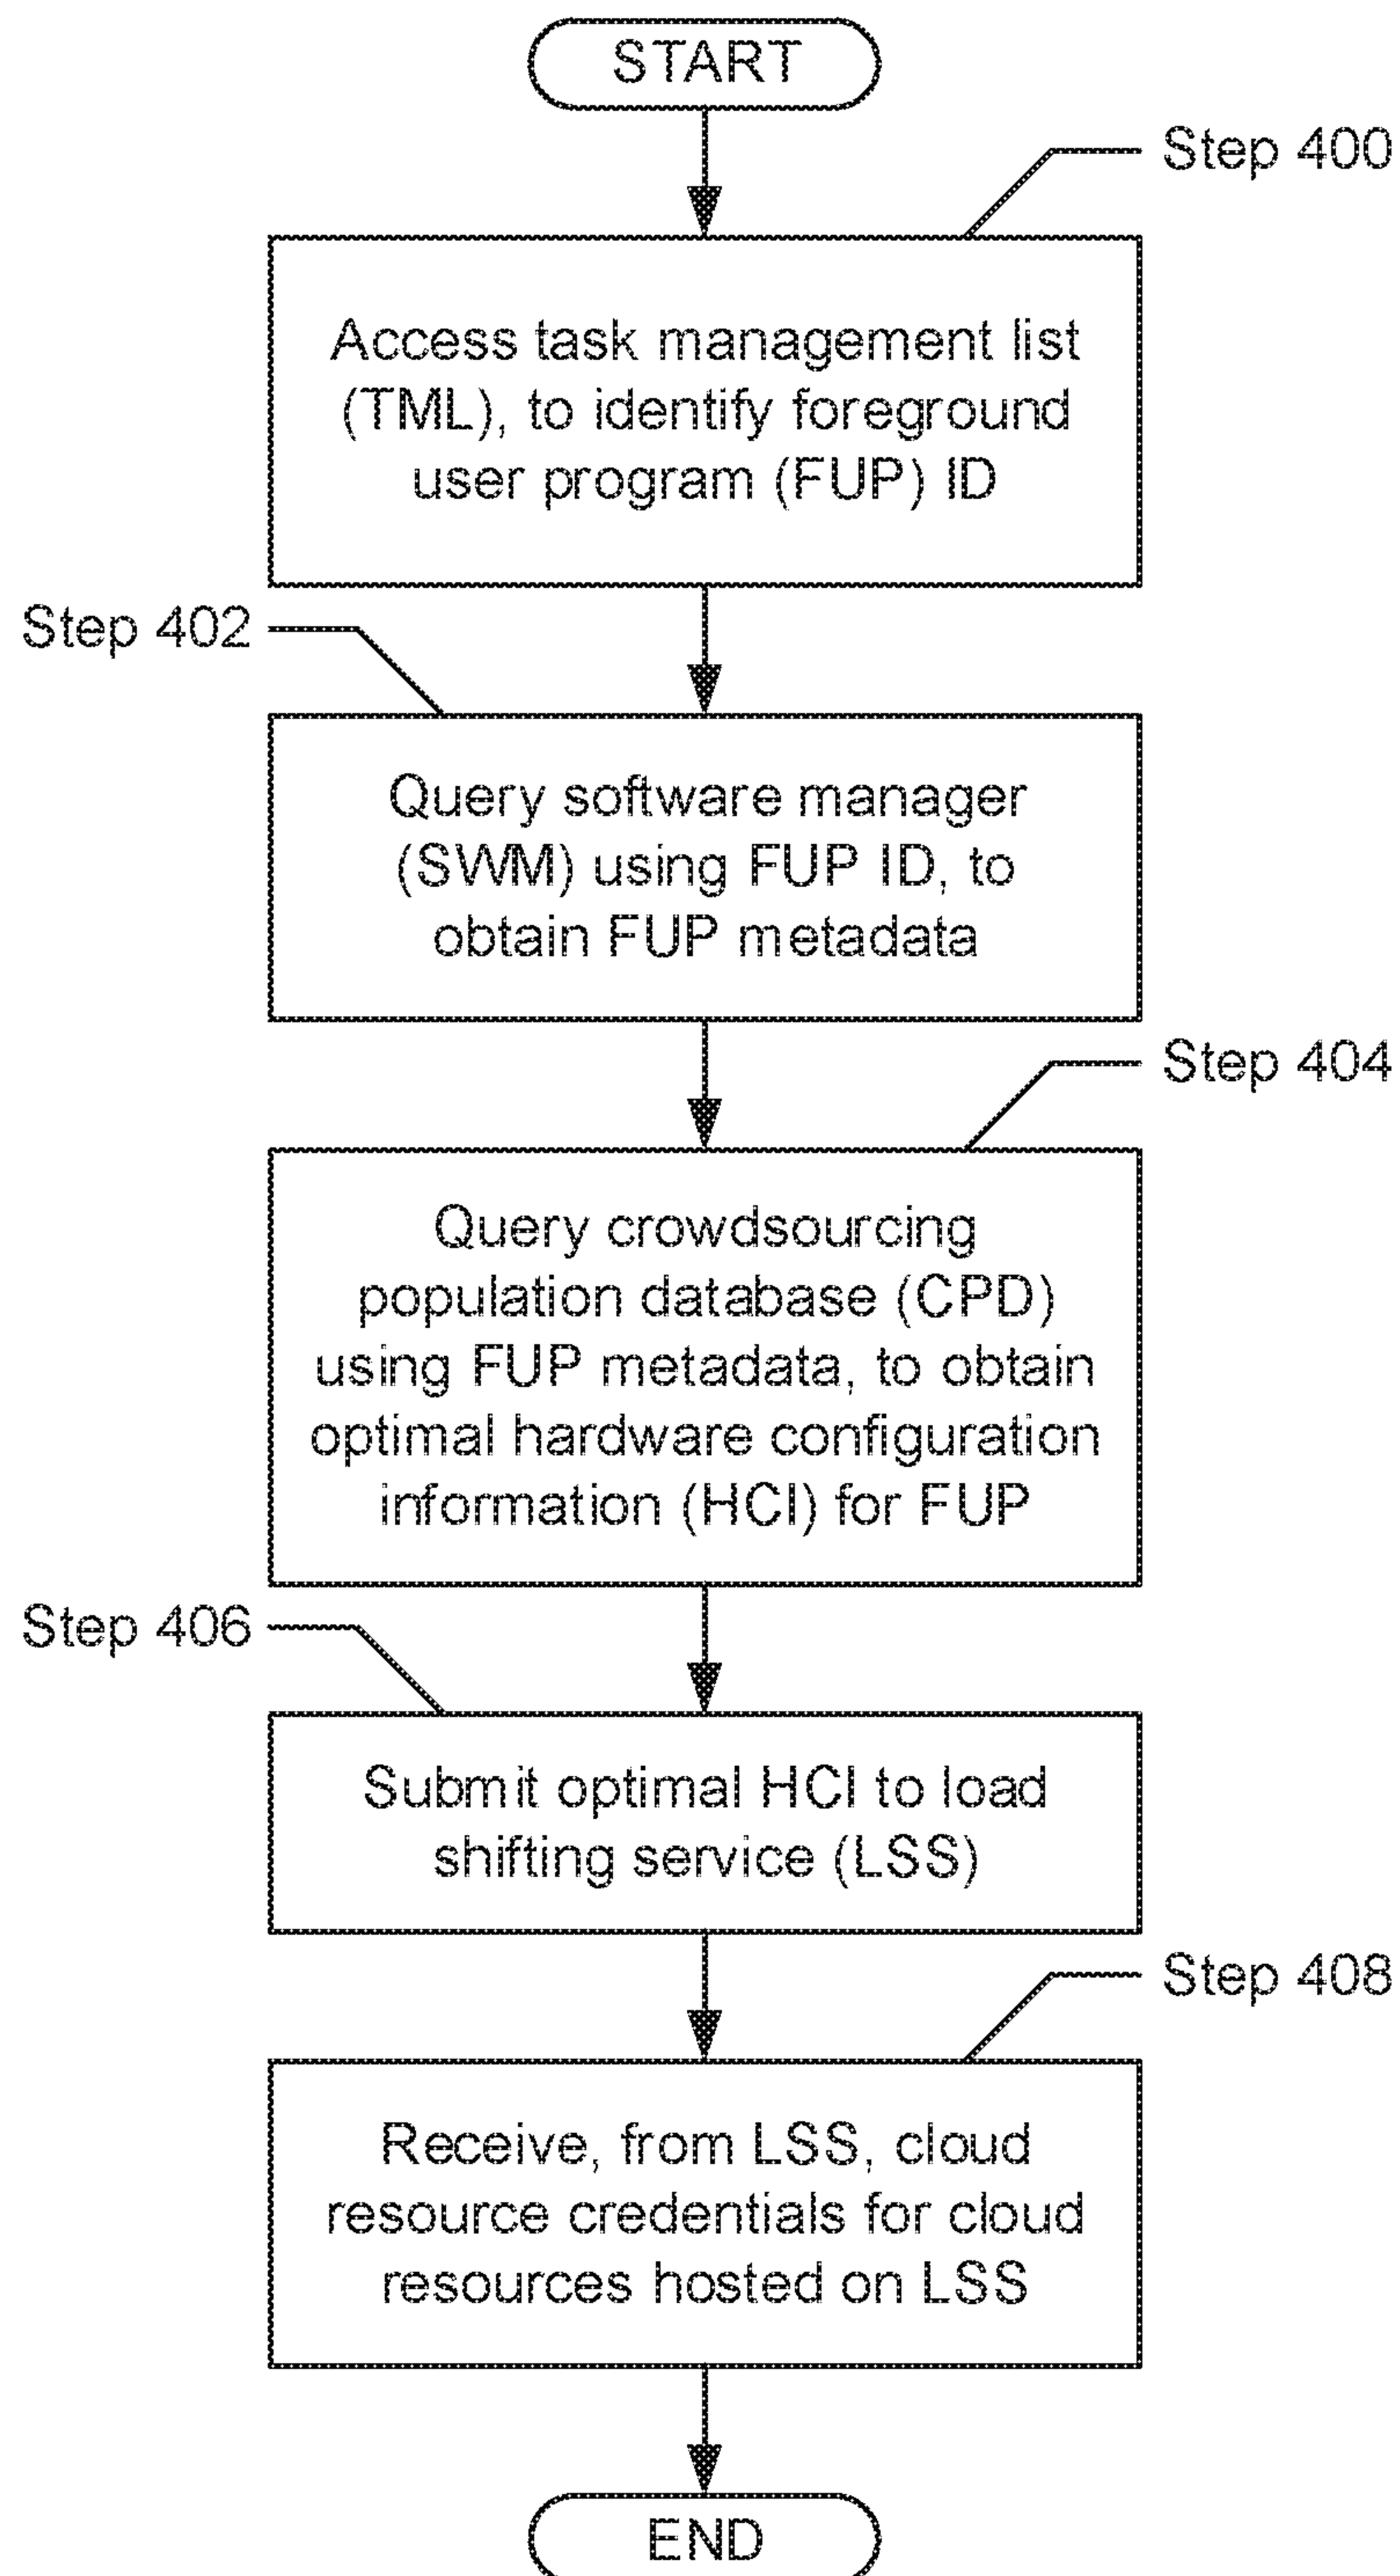 START
Step 400
Access task management list
(TML), to identify foreground
user program (FUP) ID
Step 402
Query software manager
(SWM) using FUP ID, to
obtain FUP metadata
Step 404
Query crowdsourcing
population database (CPD)
using FUP metadata, to obtain
optimal hardware configuration
information (HCI) for FUP
Step 406
Submit optimal HCI to load
shifting service (LSS)
Step 408
Receive, from LSS, cloud
resource credentials for cloud
resources hosted on LSS
END